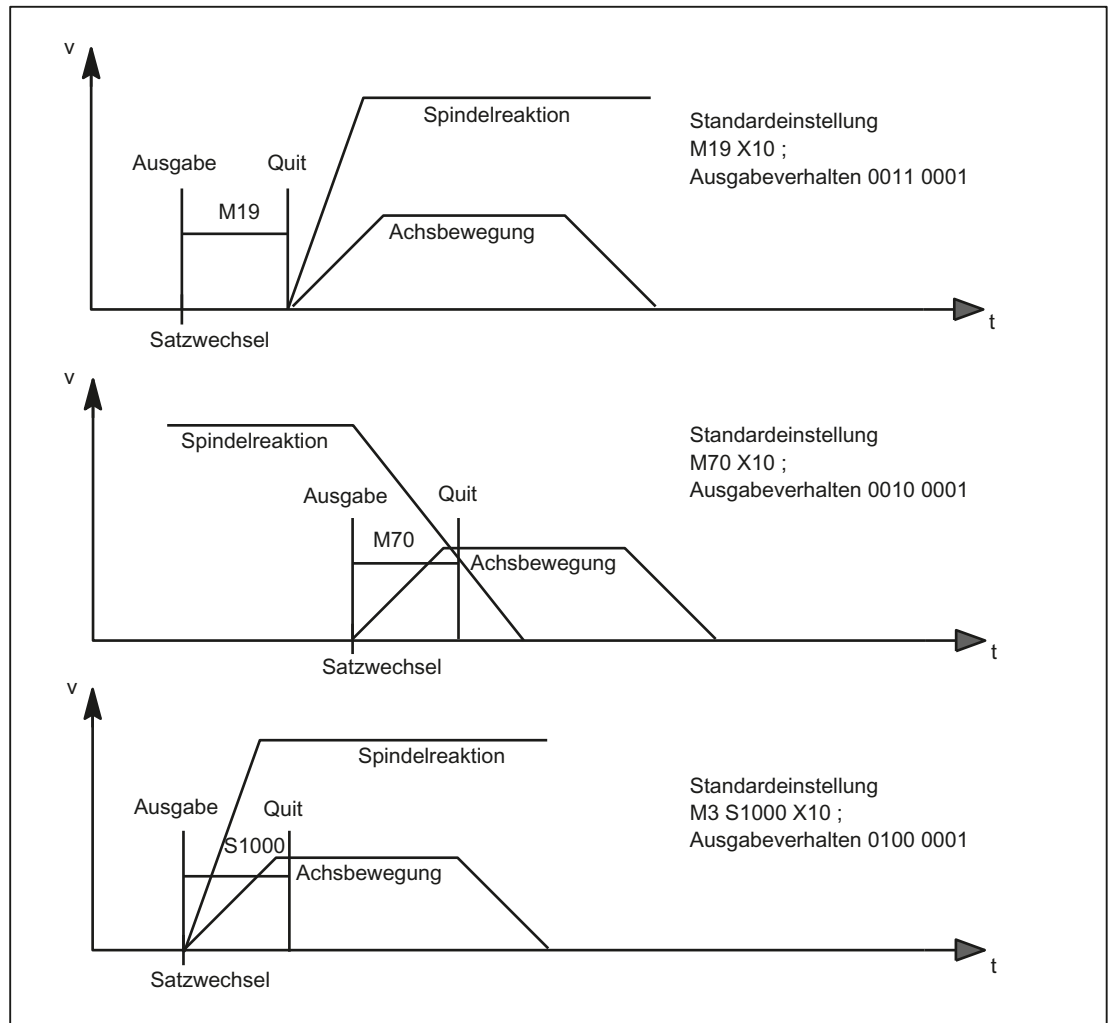 v
Spindelreaktion
Standardeinstellung
M19 X10 ;
Ausgabeverhalten 0011 0001
Ausgabe
Quit
M19
Achsbewegung
Satzwechsel
t
v
Spindelreaktion
Standardeinstellung
M70 X10 ;
Ausgabeverhalten 0010 0001
Ausgabe
Quit
M70
Achsbewegung
Satzwechsel
t
v
Spindelreaktion
Standardeinstellung
M3 S1000 X10 ;
Ausgabeverhalten 0100 0001
Ausgabe
Quit
S1000
Achsbewegung
Satzwechsel
t